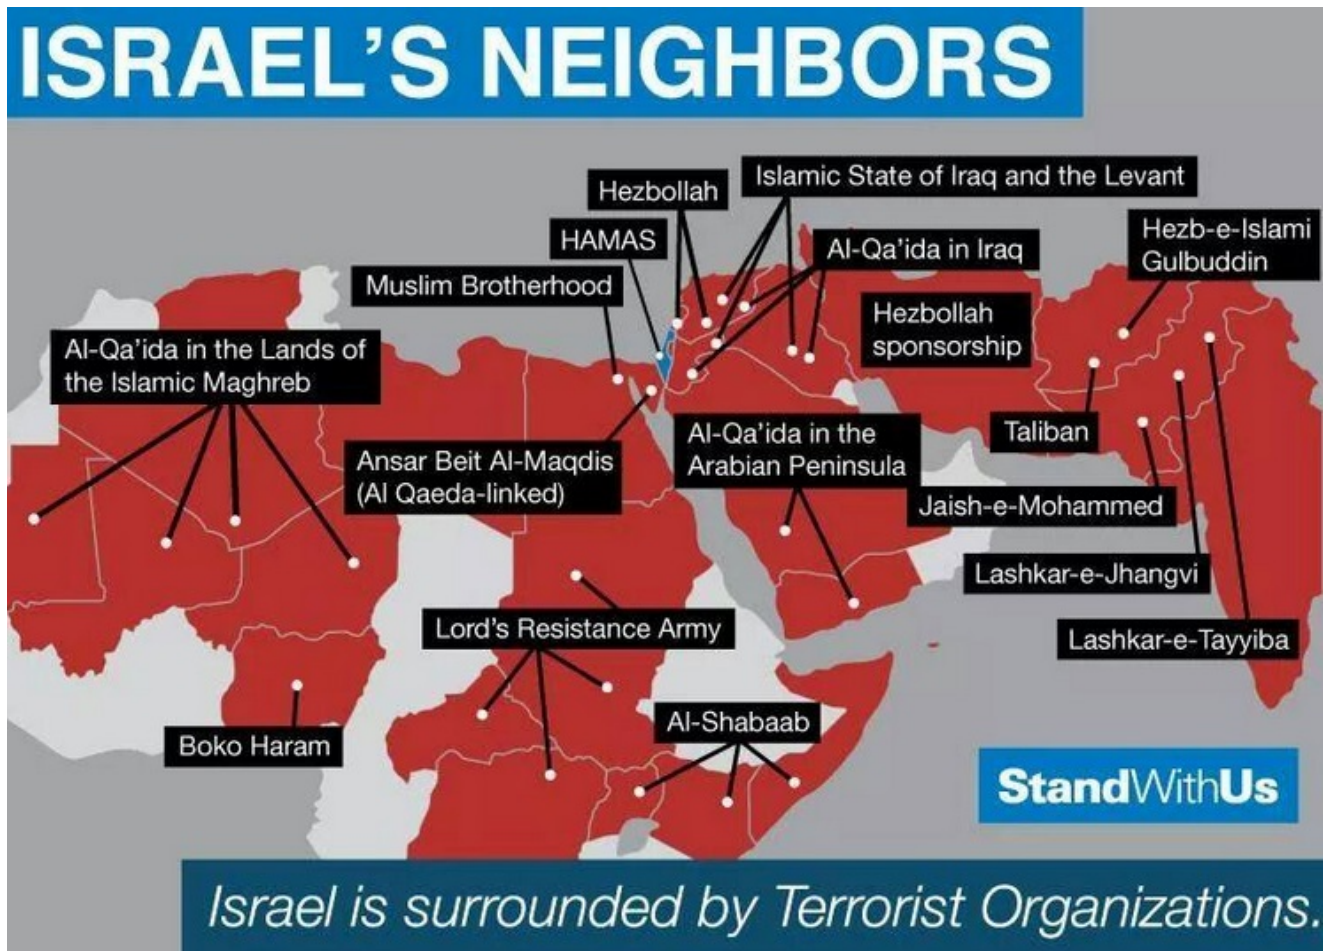 ISRAEL'S NEIGHBORS
Islamic State of Iraq and the Levant
Hezbollah
HAMAS
Al-Qa'ida in Iraq
Hezb-e-Islami
Gulbuddin
Muslim Brotherhood
Hezbollah
sponsorship
Al-Qa'ida in the Lands of
the Islamic Maghreb
Taliban
Al-Qa'ida in the
Arabian Peninsula
Ansar Beit Al-Maqdis
(Al Qaeda-linked)
Jaish-e-Mohammed
Lashkar-e-Jhangvi
Lord's Resistance Army
Lashkar-e-Tayyiba
Al-Shabaab
Boko Haram
StandWithUs
Israel is surrounded by Terrorist Organizations.